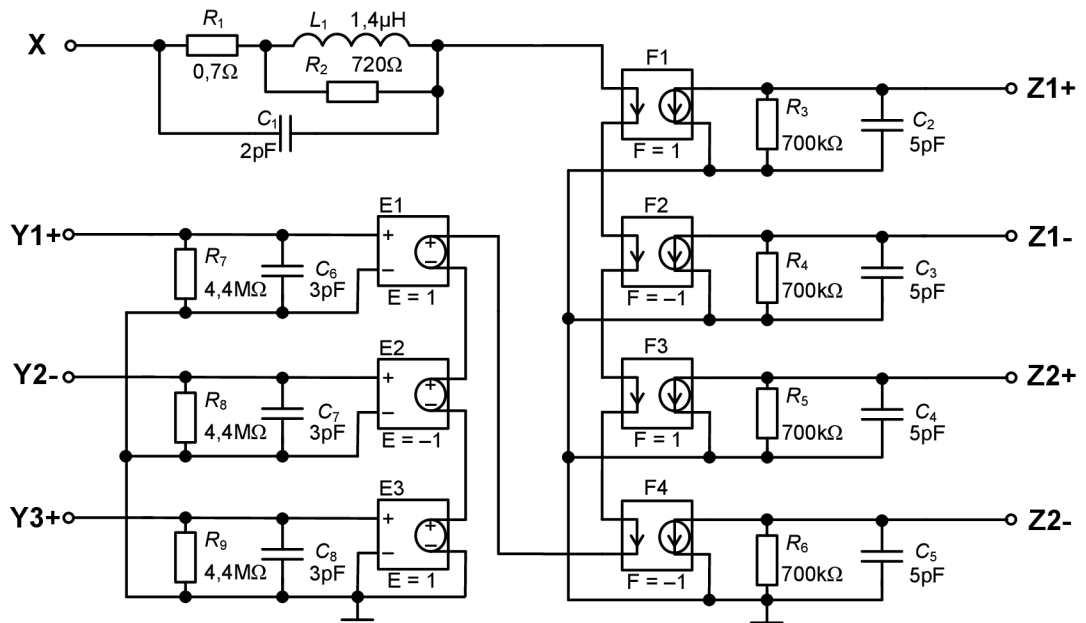 X
R1
0,7Ω
L1
1,4μH
R2
720Ω
C1
2pF
F1
F = 1
R3
700kΩ
C2
5pF
Z1+
Y1+
R7
4,4MΩ
C6
3pF
E1
+
−
+
−
E = 1
F2
F = –1
R4
700kΩ
C3
5pF
Z1-
Y2-
R8
4,4MΩ
C7
3pF
E2
+
−
+
−
E = –1
F3
F = 1
R5
700kΩ
C4
5pF
Z2+
Y3+
R9
4,4MΩ
C8
3pF
E3
+
−
+
−
E = 1
F4
F = –1
R6
700kΩ
C5
5pF
Z2-